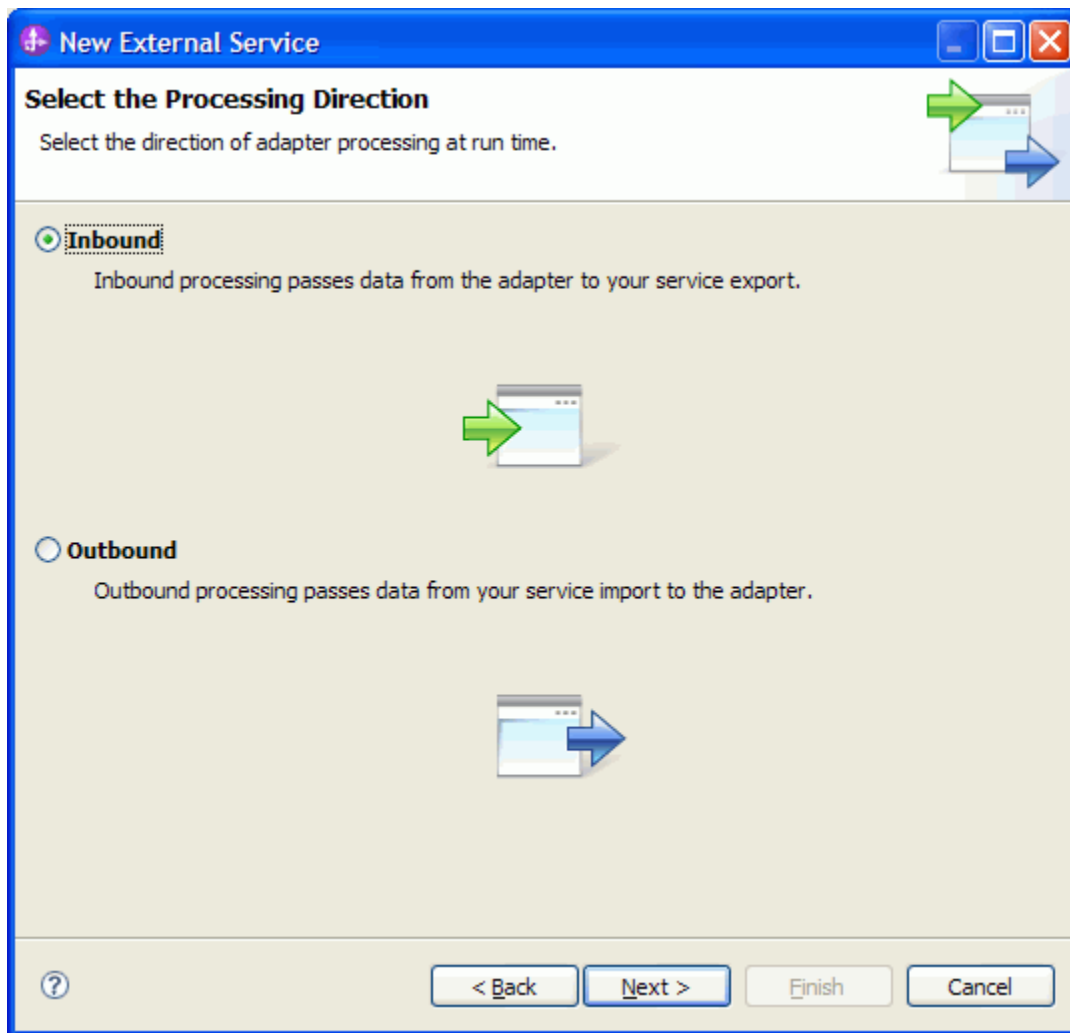 New External Service
Select the Processing Direction
Select the direction of adapter processing at run time.
Inbound
Inbound processing passes data from the adapter to your service export.
Outbound
Outbound processing passes data from your service import to the adapter.
? < Back Next > Finish Cancel